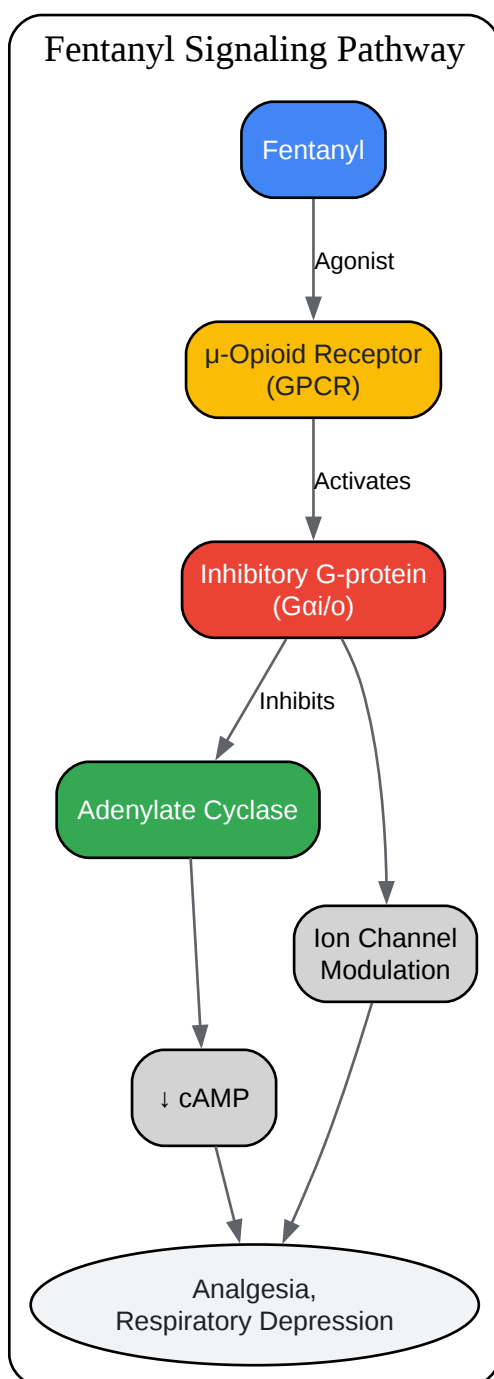 Fentanyl Signaling Pathway
Fentanyl
Agonist
μ-Opioid Receptor
(GPCR)
Activates
Inhibitory G-protein
(Gαi/o)
Inhibits
Adenylate Cyclase
Ion Channel
Modulation
↓ cAMP
Analgesia,
Respiratory Depression